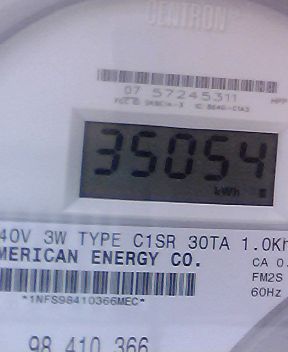 CENTRON
07 57245311
35054
kWh
40V 3W TYPE C1SR 30TA 1.0Kh
MERICAN ENERGY CO.
CA 0.
FM2S
*1NFS98410366MEC*
60Hz
98 410 366